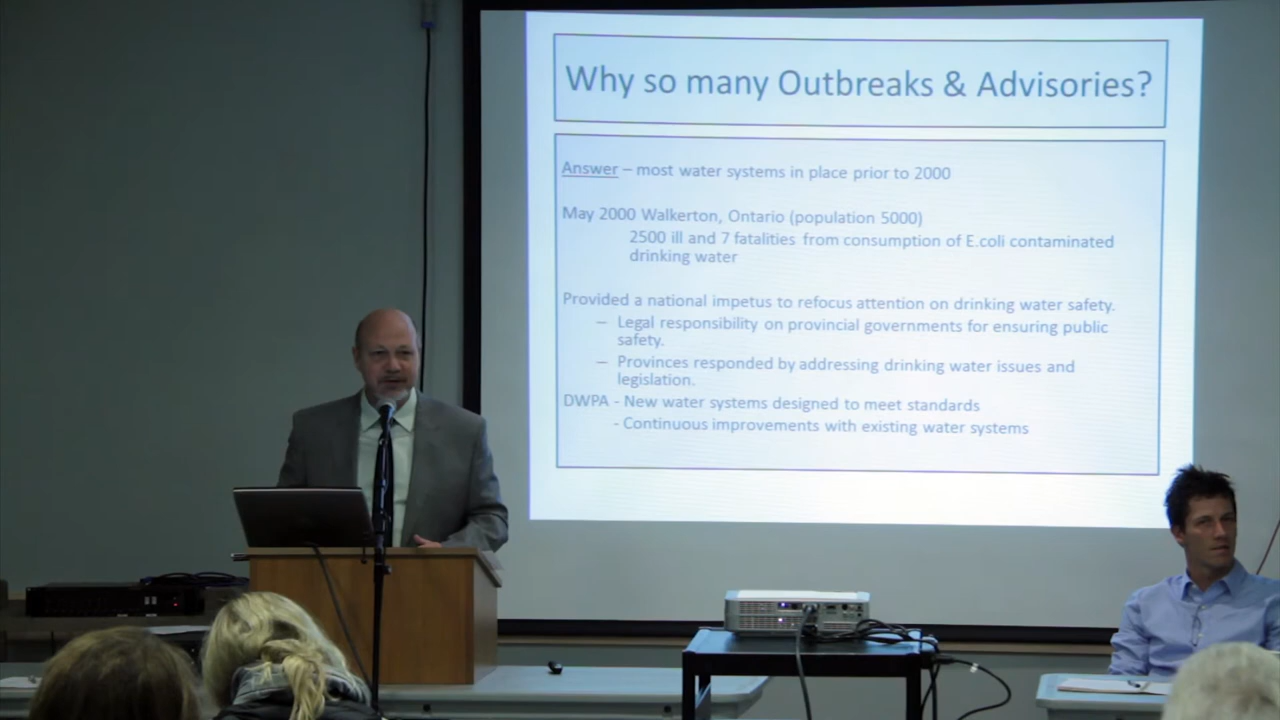 Why so many Outbreaks & Advisories?
Answer – most water systems in place prior to 2000
May 2000 Walkerton, Ontario (population 5000)
2500 ill and 7 fatalities from consumption of E.coli contaminated
drinking water
Provided a national impetus to refocus attention on drinking water safety.
– Legal responsibility on provincial governments for ensuring public
safety.
– Provinces responded by addressing drinking water issues and
legislation.
DWPA - New water systems designed to meet standards
- Continuous improvements with existing water systems